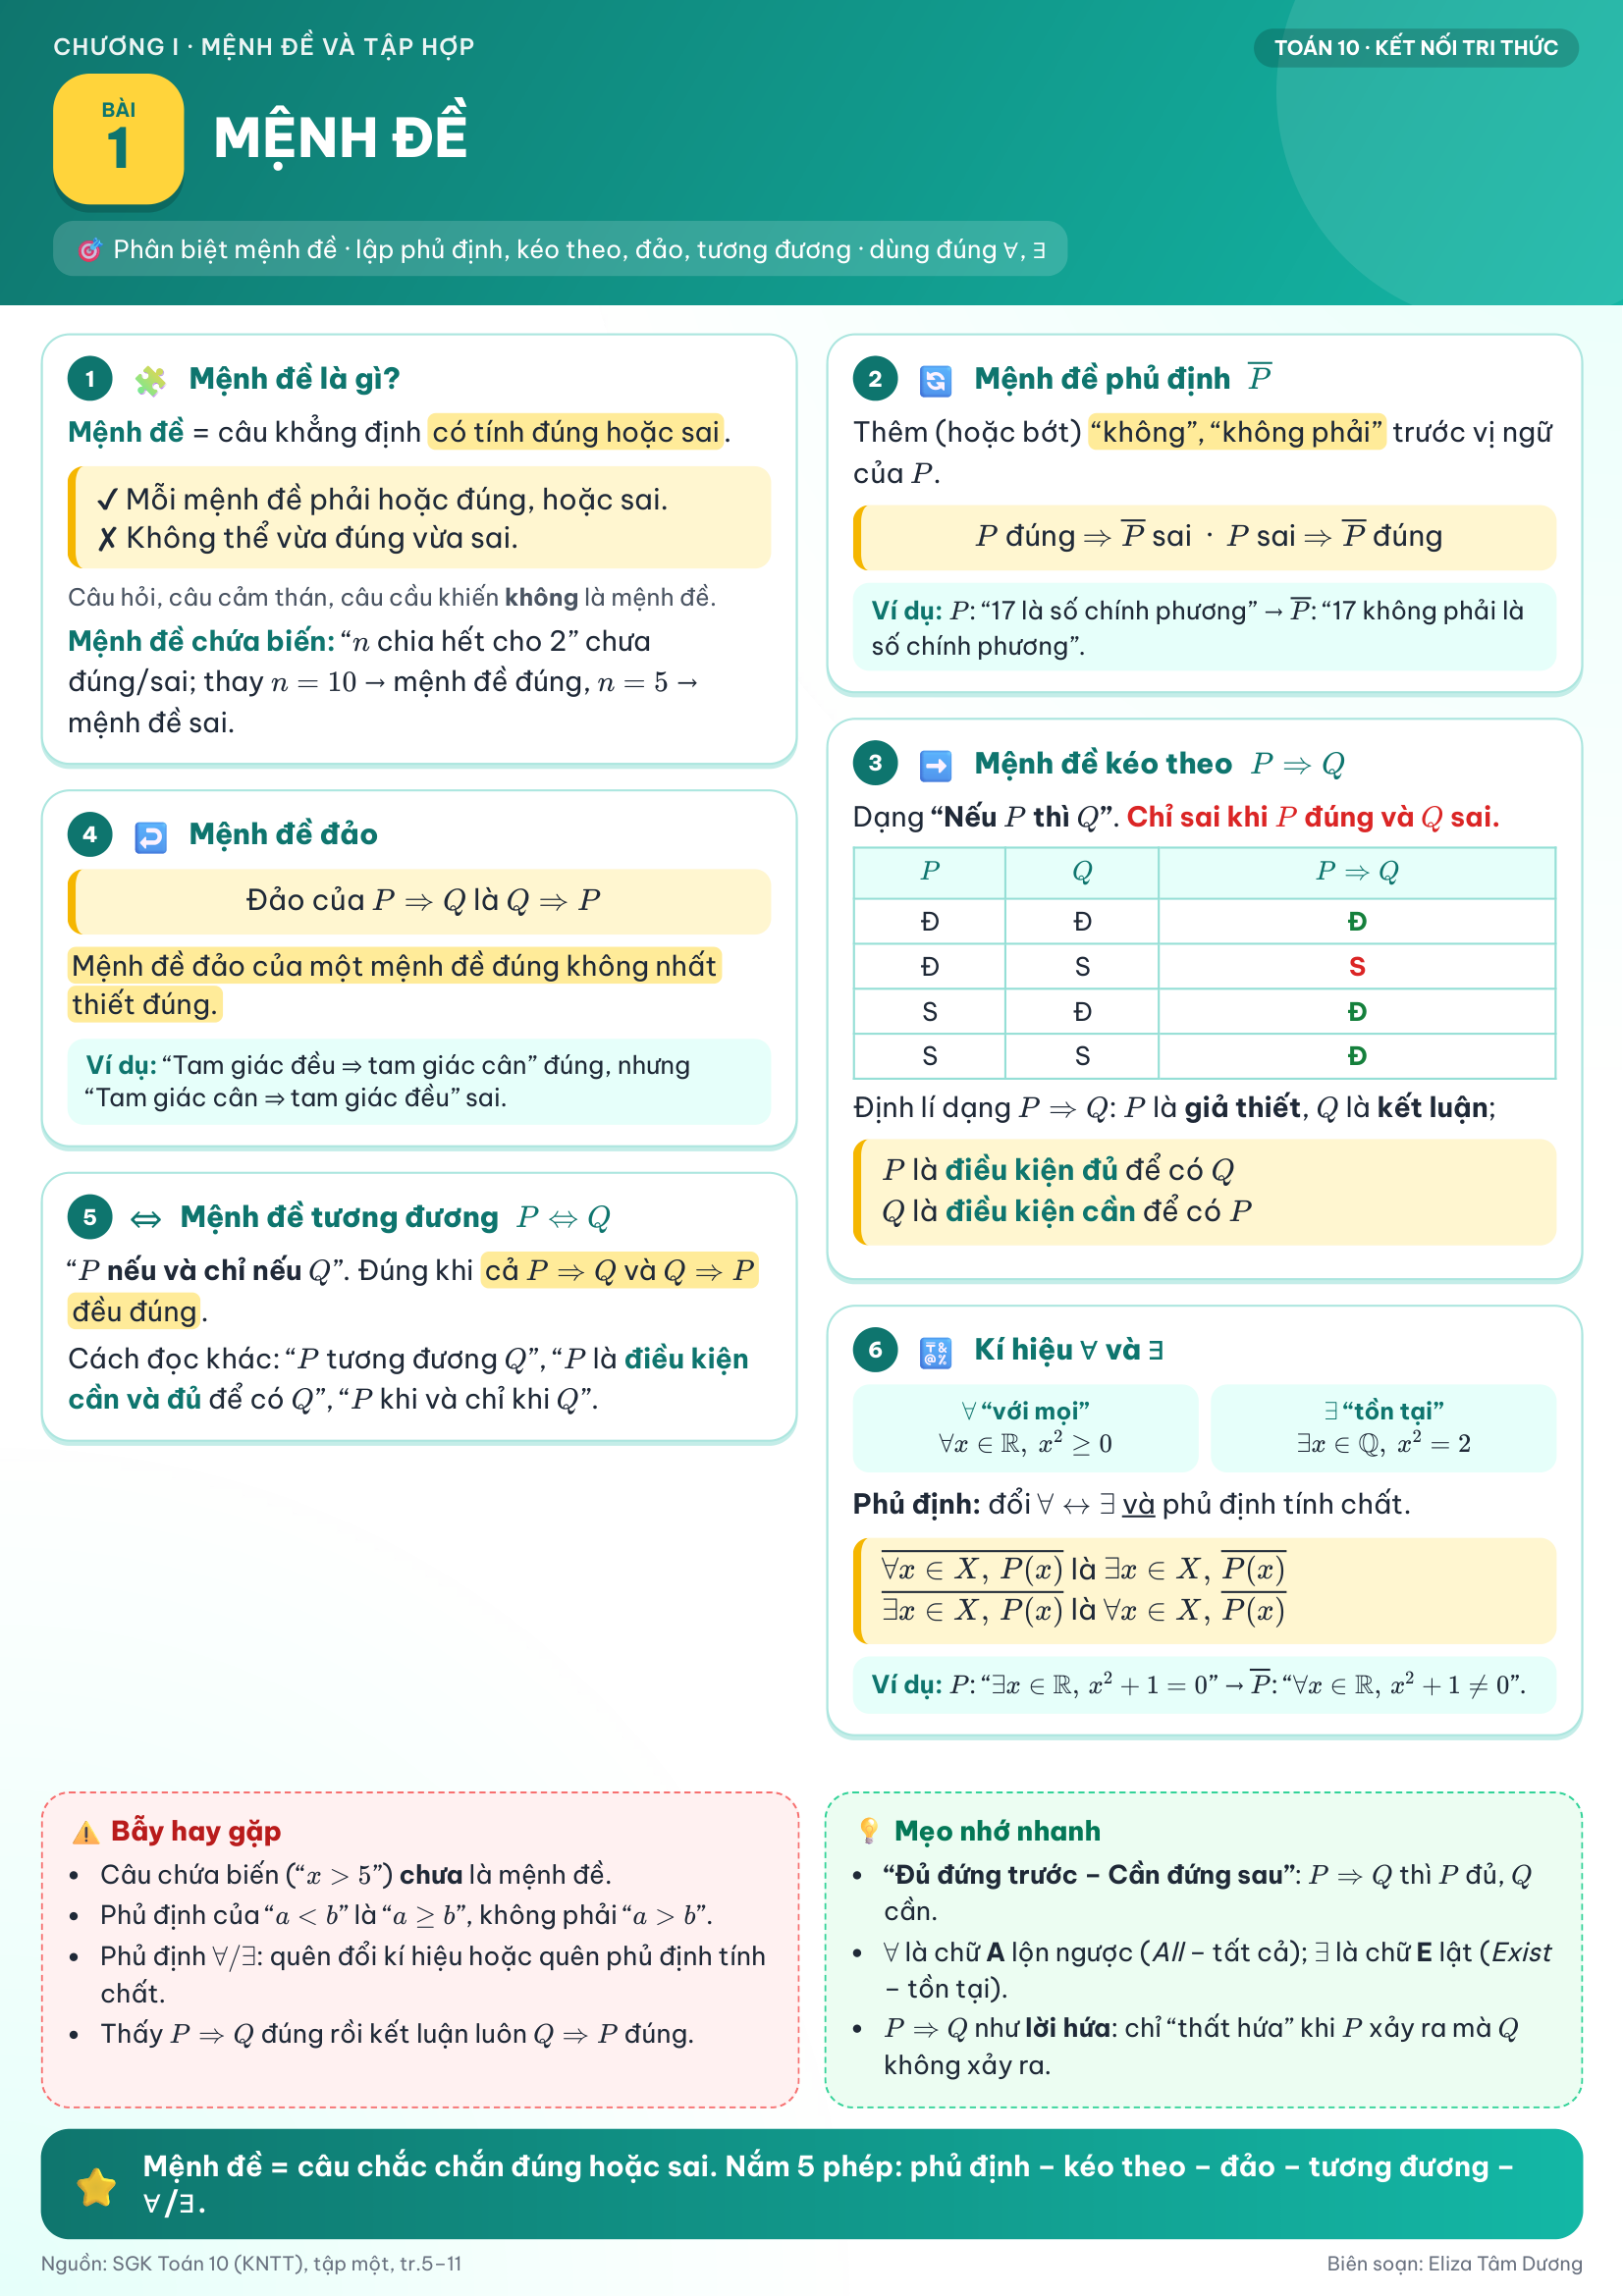 CHƯƠNG I · MỆNH ĐỀ VÀ TẬP HỢP
TOÁN 10 · KẾT NỐI TRI THỨC
BÀI
1
MỆNH ĐỀ
🎯 Phân biệt mệnh đề · lập phủ định, kéo theo, đảo, tương đương · dùng đúng ∀, ∃
1 🧩 Mệnh đề là gì?
Mệnh đề = câu khẳng định có tính đúng hoặc sai.
✓ Mỗi mệnh đề phải hoặc đúng, hoặc sai.
✗ Không thể vừa đúng vừa sai.
Câu hỏi, câu cảm thán, câu cầu khiến không là mệnh đề.
Mệnh đề chứa biến: “n chia hết cho 2” chưa
đúng/sai; thay n = 10 → mệnh đề đúng, n = 5 →
mệnh đề sai.
2 🔄 Mệnh đề phủ định P̅
Thêm (hoặc bớt) “không”, “không phải” trước vị ngữ
của P.
P đúng ⇒ P̅ sai · P sai ⇒ P̅ đúng
Ví dụ: P: “17 là số chính phương” → P̅: “17 không phải là
số chính phương”.
3 ➡️ Mệnh đề kéo theo P ⇒ Q
Dạng “Nếu P thì Q”. Chỉ sai khi P đúng và Q sai.
P Q P ⇒ Q
Đ Đ Đ
Đ S S
S Đ Đ
S S Đ
Định lí dạng P ⇒ Q: P là giả thiết, Q là kết luận;
P là điều kiện đủ để có Q
Q là điều kiện cần để có P
4 ↩️ Mệnh đề đảo
Đảo của P ⇒ Q là Q ⇒ P
Mệnh đề đảo của một mệnh đề đúng không nhất
thiết đúng.
Ví dụ: “Tam giác đều ⇒ tam giác cân” đúng, nhưng
“Tam giác cân ⇒ tam giác đều” sai.
5 ⇔ Mệnh đề tương đương P ⇔ Q
“P nếu và chỉ nếu Q”. Đúng khi cả P ⇒ Q và Q ⇒ P
đều đúng.
Cách đọc khác: “P tương đương Q”, “P là điều kiện
cần và đủ để có Q”, “P khi và chỉ khi Q”.
6 🔣 Kí hiệu ∀ và ∃
∀ “với mọi”
∀x ∈ ℝ, x² ≥ 0
∃ “tồn tại”
∃x ∈ ℚ, x² = 2
Phủ định: đổi ∀ ↔ ∃ và phủ định tính chất.
\overline{∀x ∈ X, P(x)} là ∃x ∈ X, \overline{P(x)}
\overline{∃x ∈ X, P(x)} là ∀x ∈ X, \overline{P(x)}
Ví dụ: P: “∃x ∈ ℝ, x² + 1 = 0” → P̅: “∀x ∈ ℝ, x² + 1 ≠ 0”.
⚠️ Bẫy hay gặp
• Câu chứa biến (“x > 5”) chưa là mệnh đề.
• Phủ định của “a < b” là “a ≥ b”, không phải “a > b”.
• Phủ định ∀/∃: quên đổi kí hiệu hoặc quên phủ định tính
chất.
• Thấy P ⇒ Q đúng rồi kết luận luôn Q ⇒ P đúng.
💡 Mẹo nhớ nhanh
• “Đủ đứng trước – Cần đứng sau”: P ⇒ Q thì P đủ, Q
cần.
• ∀ là chữ A lộn ngược (All – tất cả); ∃ là chữ E lật (Exist
– tồn tại).
• P ⇒ Q như lời hứa: chỉ “thất hứa” khi P xảy ra mà Q
không xảy ra.
⭐ Mệnh đề = câu chắc chắn đúng hoặc sai. Nắm 5 phép: phủ định – kéo theo – đảo – tương đương –
∀/∃.
Nguồn: SGK Toán 10 (KNTT), tập một, tr.5–11
Biên soạn: Eliza Tâm Dương